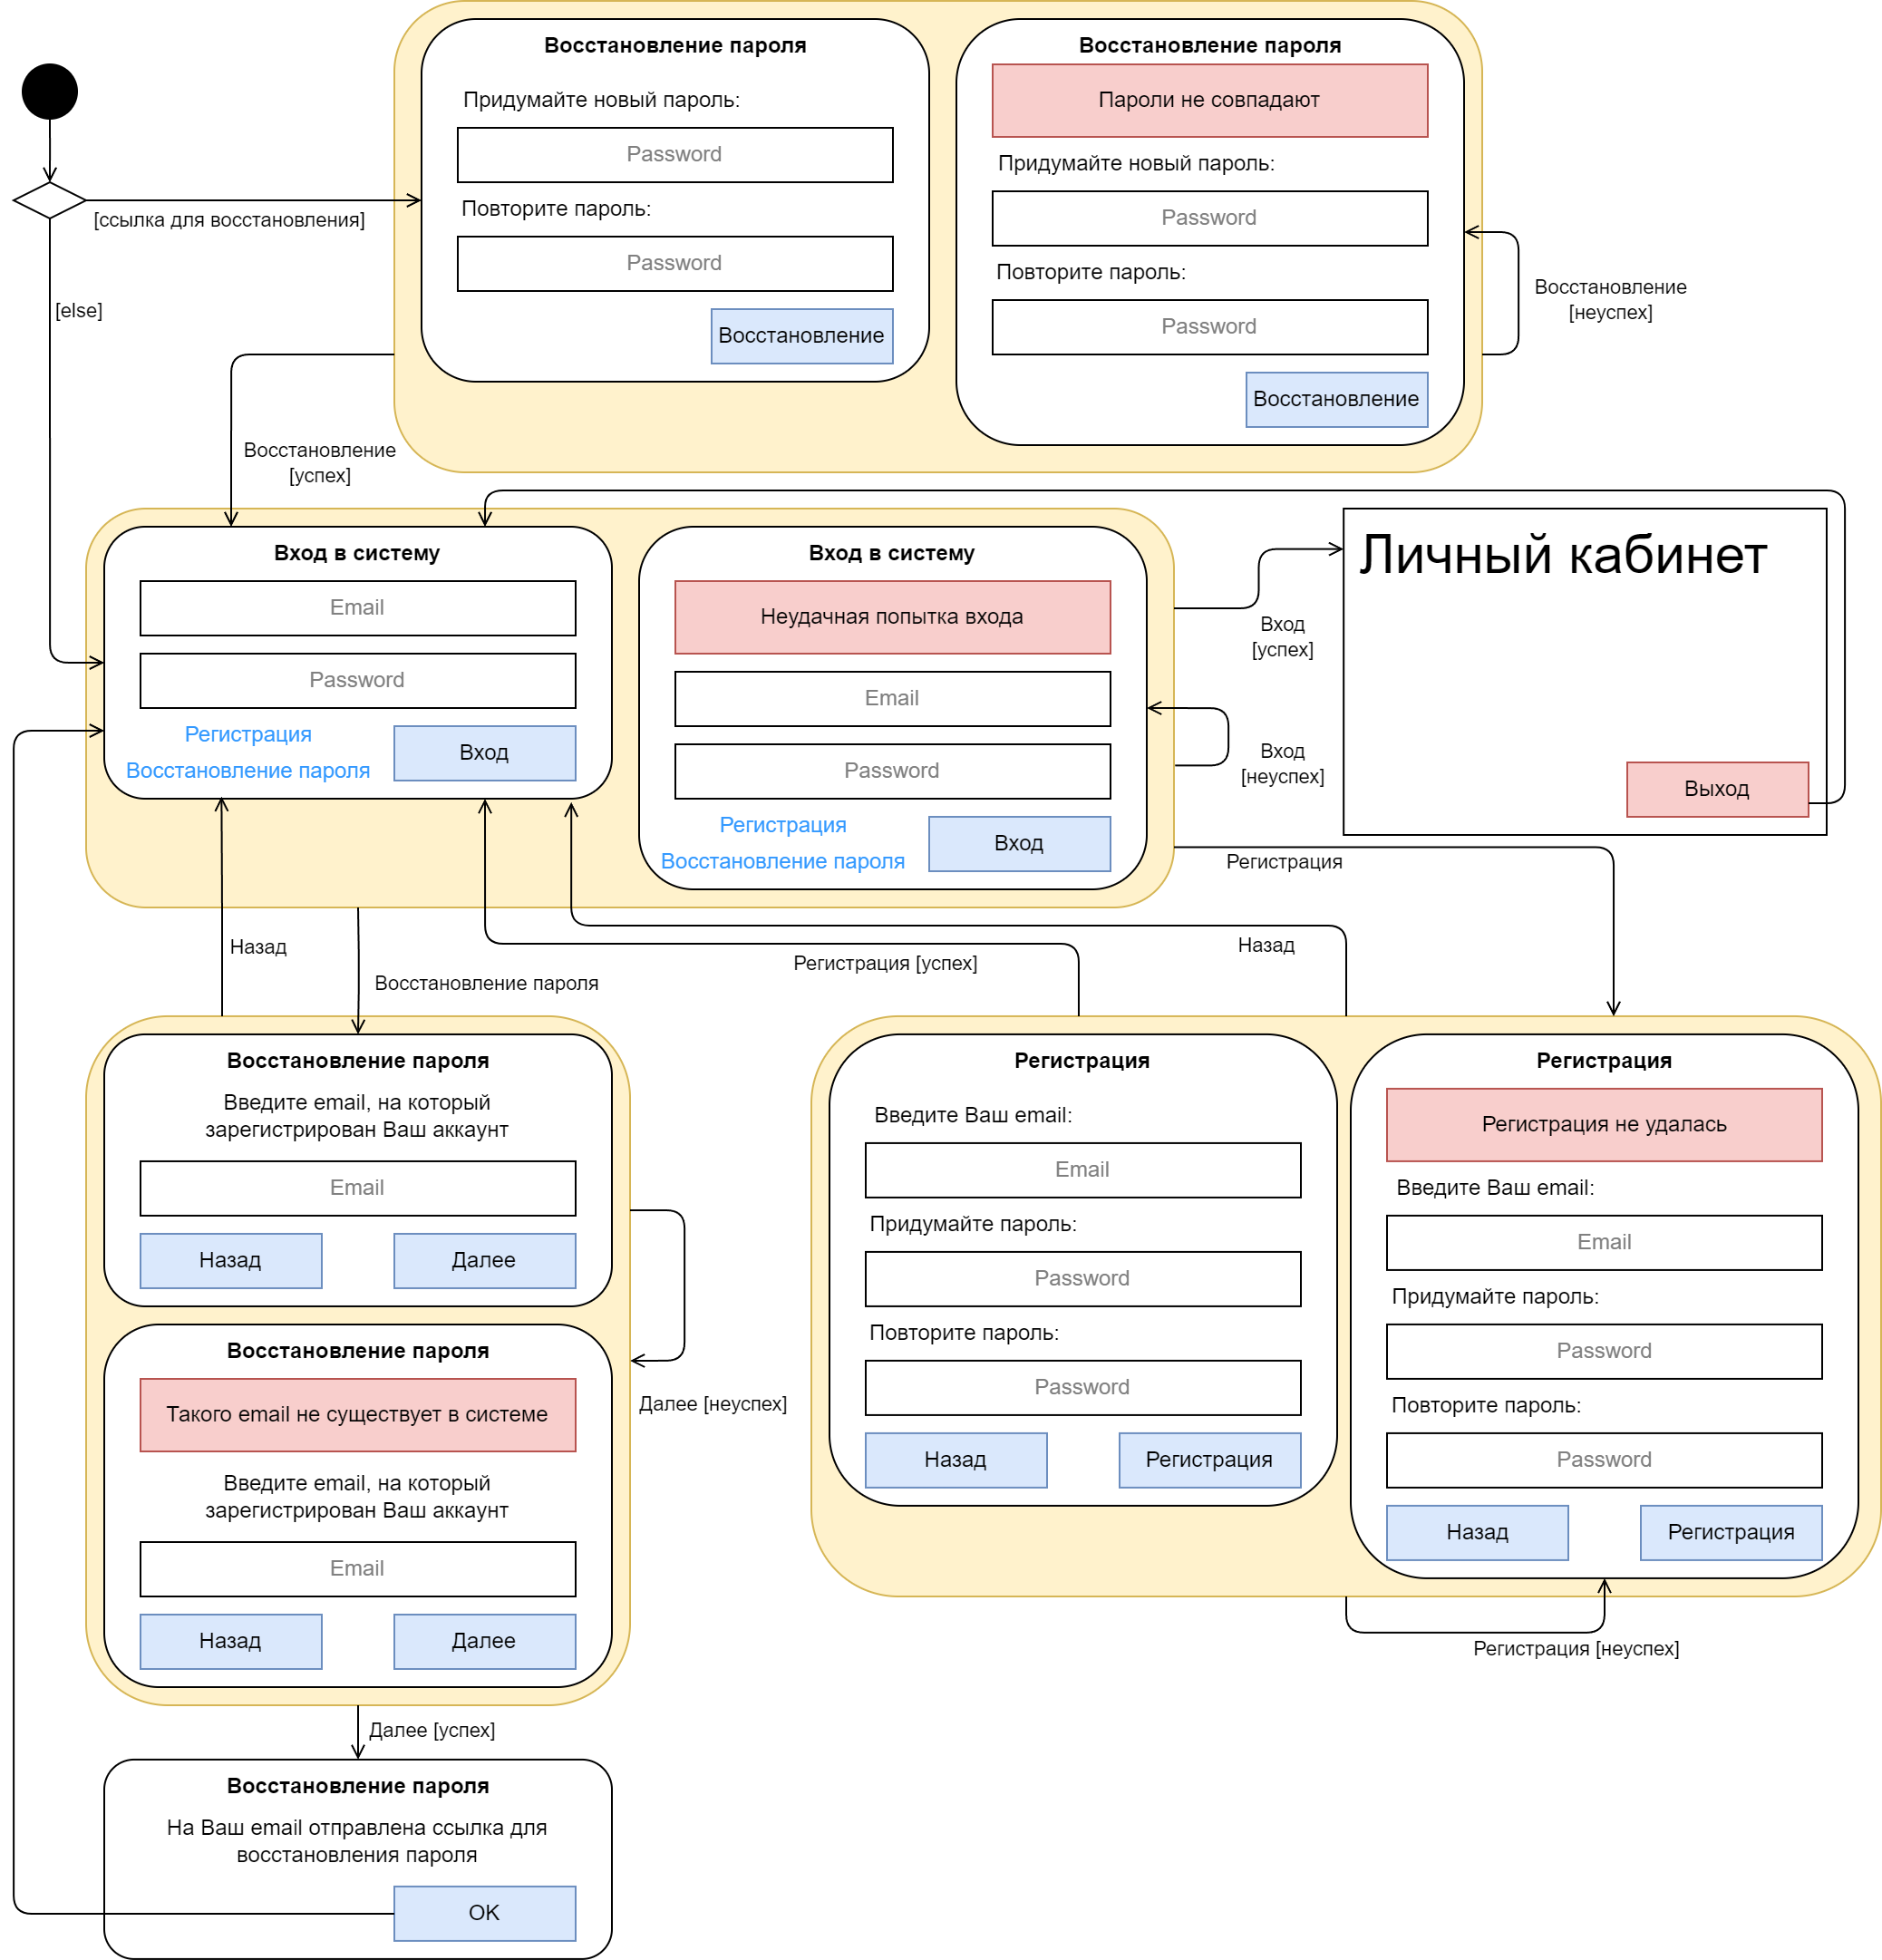 Восстановление пароля
Придумайте новый пароль:
Password
Повторите пароль:
Password
Восстановление
Восстановление пароля
Пароли не совпадают
Придумайте новый пароль:
Password
Повторите пароль:
Password
Восстановление
[ссылка для восстановления]
[else]
Восстановление
[неуспех]
Восстановление
[успех]
Вход в систему
Email
Password
Регистрация
Восстановление пароля
Вход
Вход в систему
Неудачная попытка входа
Email
Password
Регистрация
Восстановление пароля
Вход
Вход
[успех]
Вход
[неуспех]
Личный кабинет
Выход
Регистрация
Назад
Восстановление пароля
Регистрация [успех]
Назад
Восстановление пароля
Введите email, на который
зарегистрирован Ваш аккаунт
Email
Назад
Далее
Восстановление пароля
Такого email не существует в системе
Введите email, на который
зарегистрирован Ваш аккаунт
Email
Назад
Далее
Далее [неуспех]
Регистрация
Введите Ваш email:
Email
Придумайте пароль:
Password
Повторите пароль:
Password
Назад
Регистрация
Регистрация
Регистрация не удалась
Введите Ваш email:
Email
Придумайте пароль:
Password
Повторите пароль:
Password
Назад
Регистрация
Регистрация [неуспех]
Далее [успех]
Восстановление пароля
На Ваш email отправлена ссылка для
восстановления пароля
OK